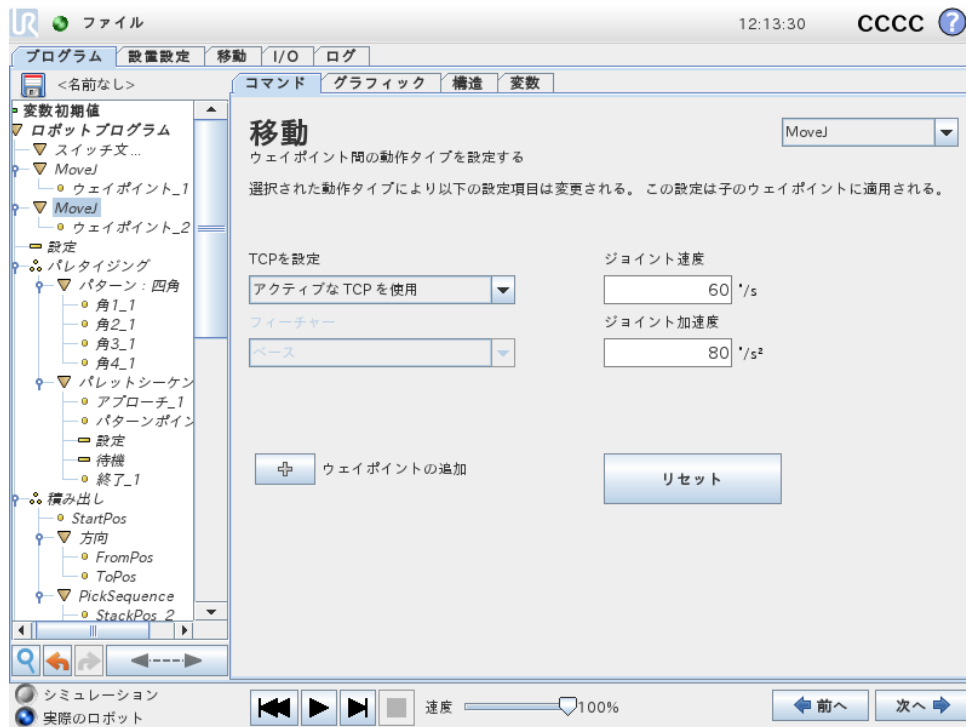 UR ファイル 12:13:30 CCCC ?
プログラム 設置設定 移動 I/O ログ
<名前なし>
コマンド グラフィック 構造 変数
変数初期値
ロボットプログラム
スイッチ文...
MoveJ
ウェイポイント_1
MoveJ
ウェイポイント_2
設定
パレタイジング
パターン：四角
角1_1
角2_1
角3_1
角4_1
パレットシーケン
アプローチ_1
パターンポイン
設定
待機
終了_1
積み出し
StartPos
方向
FromPos
ToPos
PickSequence
StackPos_2
移動
MoveJ
ウェイポイント間の動作タイプを設定する
選択された動作タイプにより以下の設定項目は変更される。 この設定は子のウェイポイントに適用される。
TCPを設定
アクティブな TCP を使用
フィーチャー
ベース
ジョイント速度
60 °/s
ジョイント加速度
80 °/s²
ウェイポイントの追加
リセット
シミュレーション
実際のロボット
速度 100%
前へ 次へ